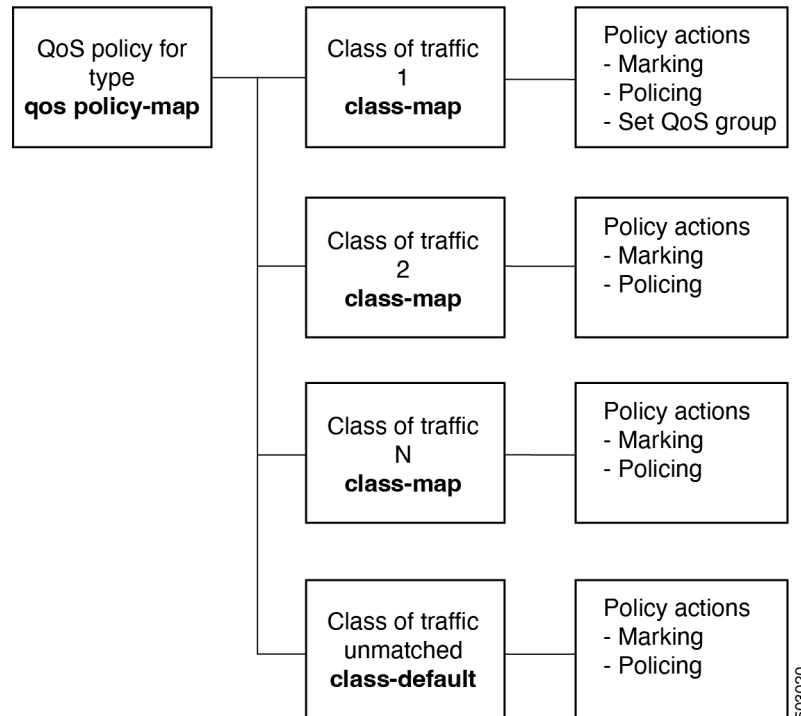 QoS policy for
type
qos policy-map
Class of traffic
1
class-map
Policy actions
- Marking
- Policing
- Set QoS group
Class of traffic
2
class-map
Policy actions
- Marking
- Policing
Class of traffic
N
class-map
Policy actions
- Marking
- Policing
Class of traffic
unmatched
class-default
Policy actions
- Marking
- Policing